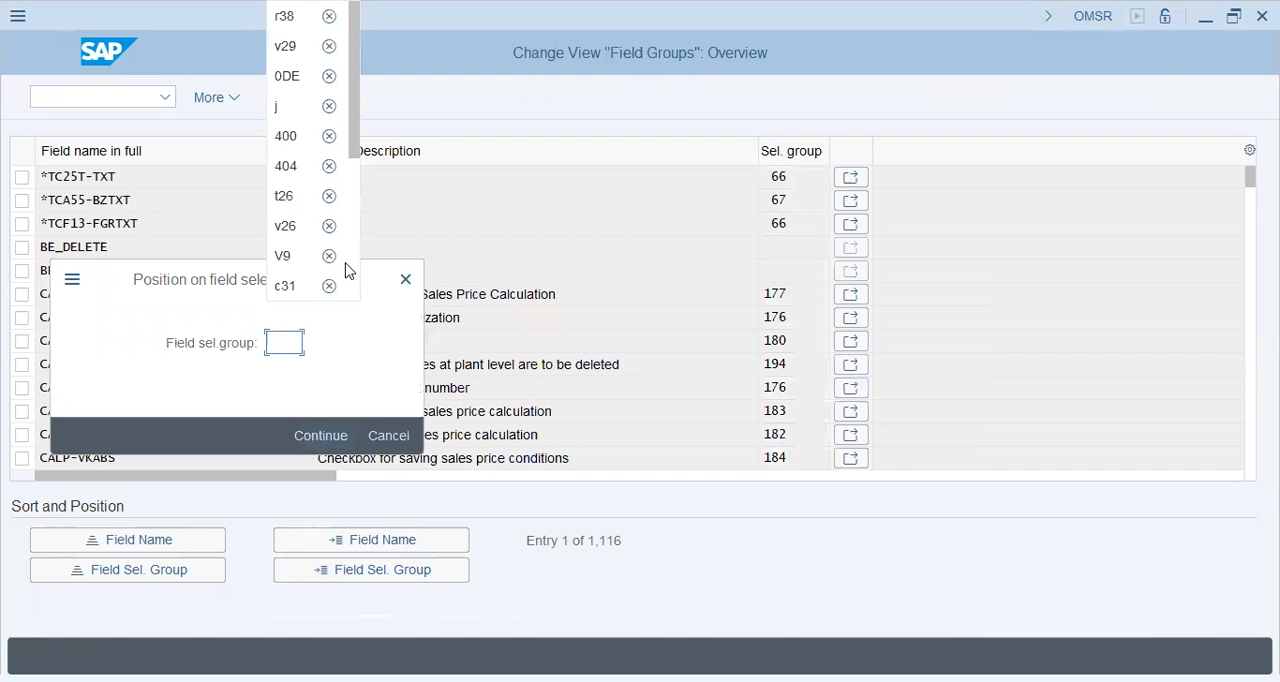 r38
OMSR
v29
SAP
Change View "Field Groups": Overview
0DE
More
j
400
Field name in full
Description
Sel. group
404
*TC25T-TXT
66
t26
*TCA55-BZTXT
67
v26
*TCF13-FGRTXT
66
BE_DELETE
V9
c31
Position on field sele
Sales Price Calculation
177
zation
176
Field sel.group:
180
es at plant level are to be deleted
194
number
176
sales price calculation
183
Continue
Cancel
es price calculation
182
CALP-VKABS
Checkbox for saving sales price conditions
184
Sort and Position
Field Name
Field Name
Entry 1 of 1,116
Field Sel. Group
Field Sel. Group